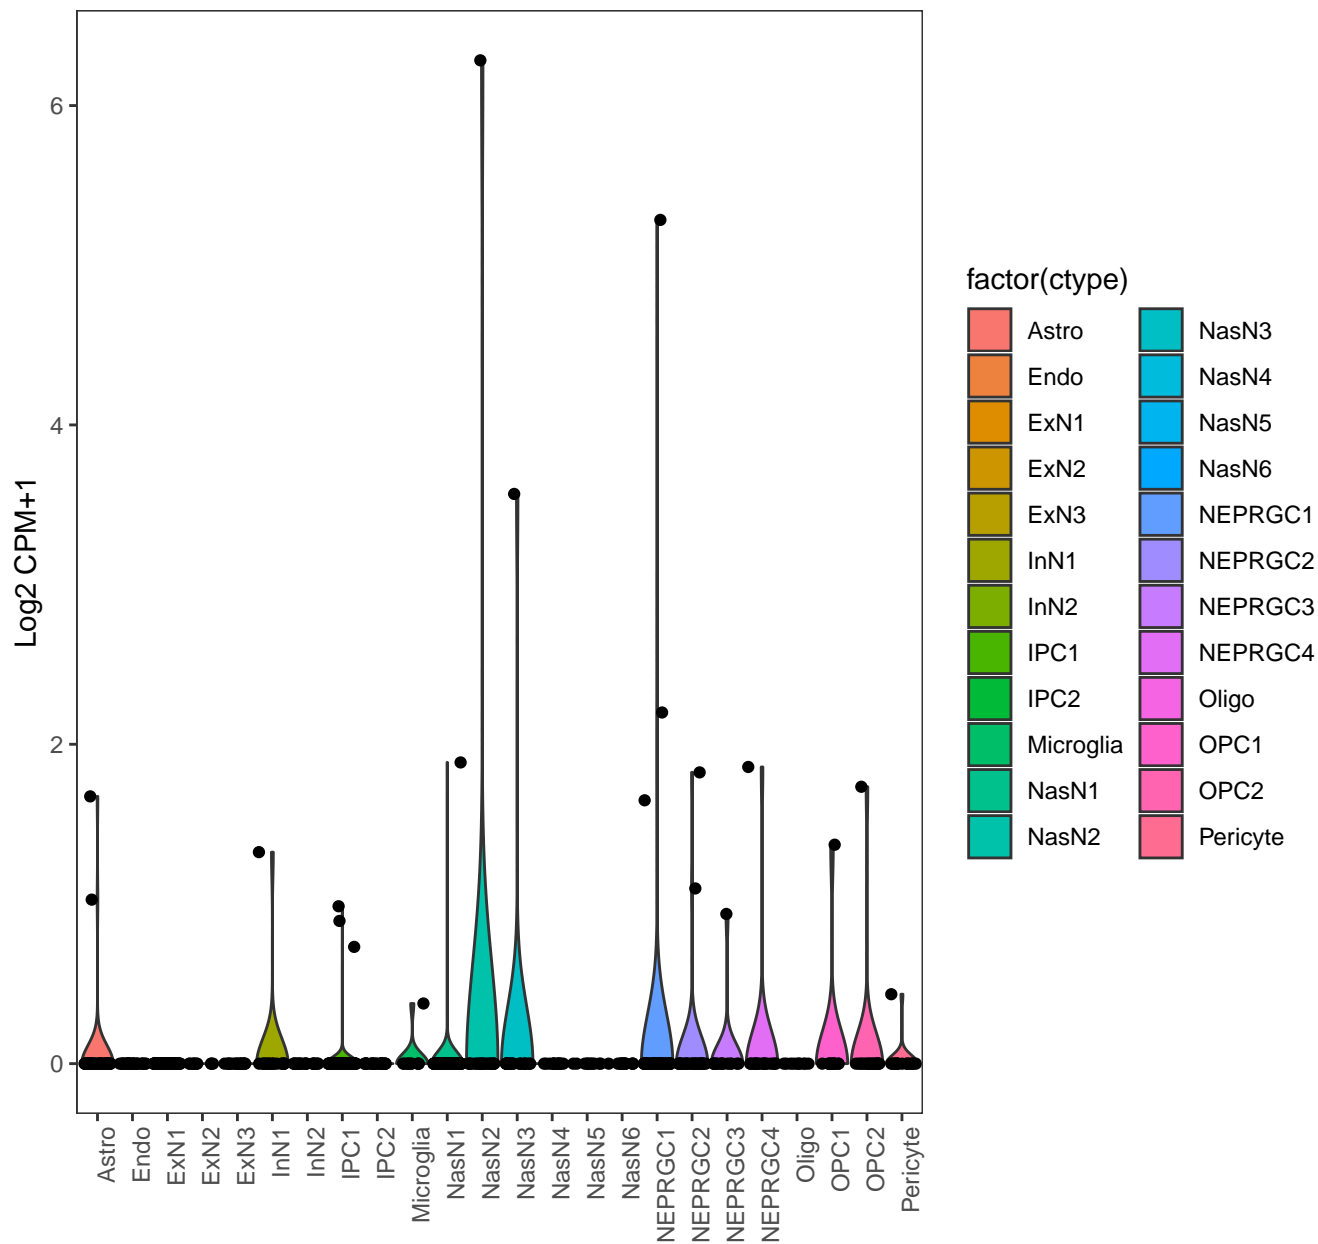 6
4
2
0
Log2 CPM+1
Astro
Endo
ExN1
ExN2
ExN3
InN1
InN2
IPC1
IPC2
Microglia
NasN1
NasN2
NasN3
NasN4
NasN5
NasN6
NEPRGC1
NEPRGC2
NEPRGC3
NEPRGC4
Oligo
OPC1
OPC2
Pericyte
factor(ctype)
Astro
Endo
ExN1
ExN2
ExN3
InN1
InN2
IPC1
IPC2
Microglia
NasN1
NasN2
NasN3
NasN4
NasN5
NasN6
NEPRGC1
NEPRGC2
NEPRGC3
NEPRGC4
Oligo
OPC1
OPC2
Pericyte